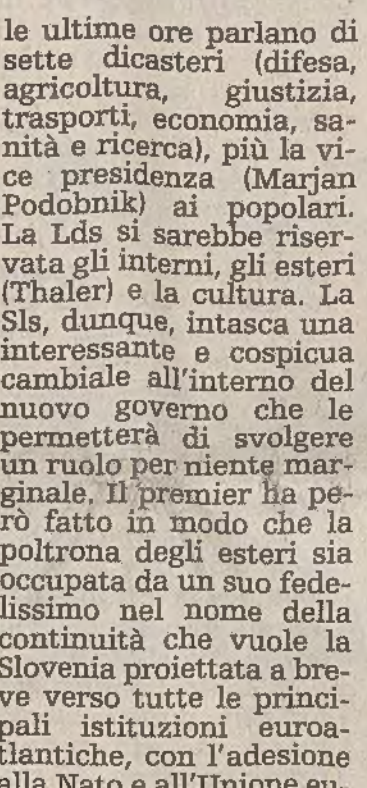 le ultime ore parlano di
sette dicasteri (difesa,
agricoltura, giustizia,
trasporti, economia, sa-
nità e ricerca), più la vi-
ce presidenza (Marjan
Podobnik) ai popolari.
La Lds si sarebbe riser-
vata gli interni, gli esteri
(Thaler) e la cultura. La
Sls, dunque, intasca una
interessante e cospicua
cambiale all'interno del
nuovo governo che le
permetterà di svolgere
un ruolo per niente mar-
ginale. Il premier ha pe-
rò fatto in modo che la
poltrona degli esteri sia
occupata da un suo fede-
lissimo nel nome della
continuità che vuole la
Slovenia proiettata a bre-
ve verso tutte le princi-
pali istituzioni euroa-
tlantiche, con l'adesione
alla Nato e all'Unione eu-